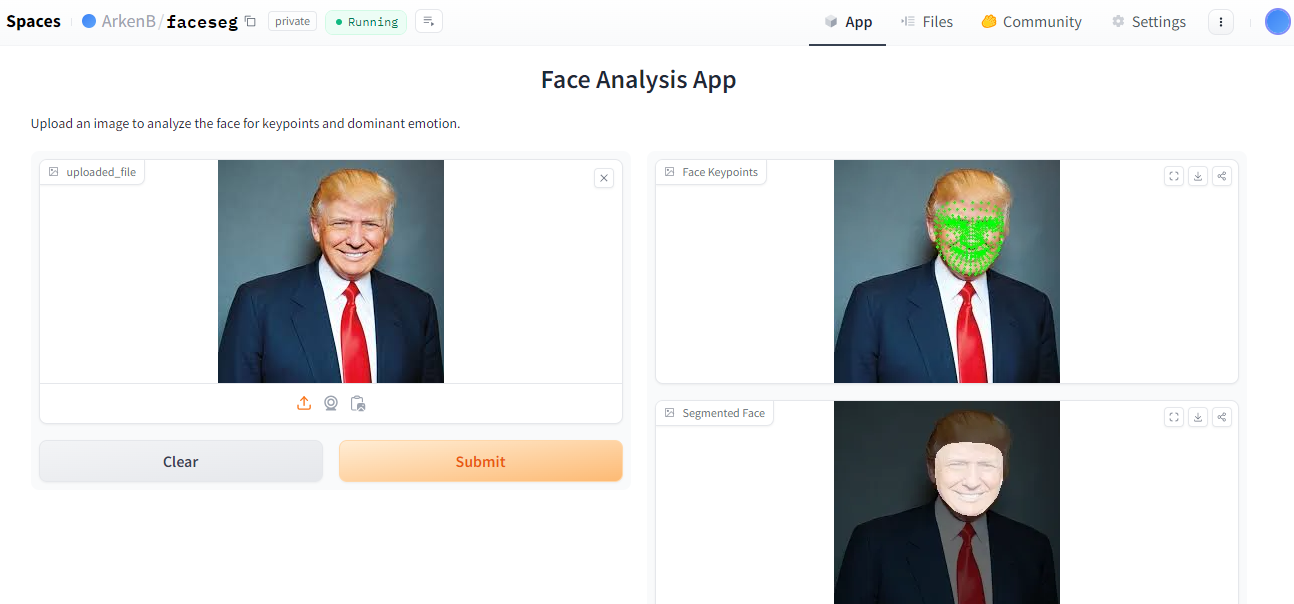 Spaces ArkenB/faceseg private Running App Files Community Settings
Face Analysis App
Upload an image to analyze the face for keypoints and dominant emotion.
uploaded_file
Clear Submit
Face Keypoints
Segmented Face